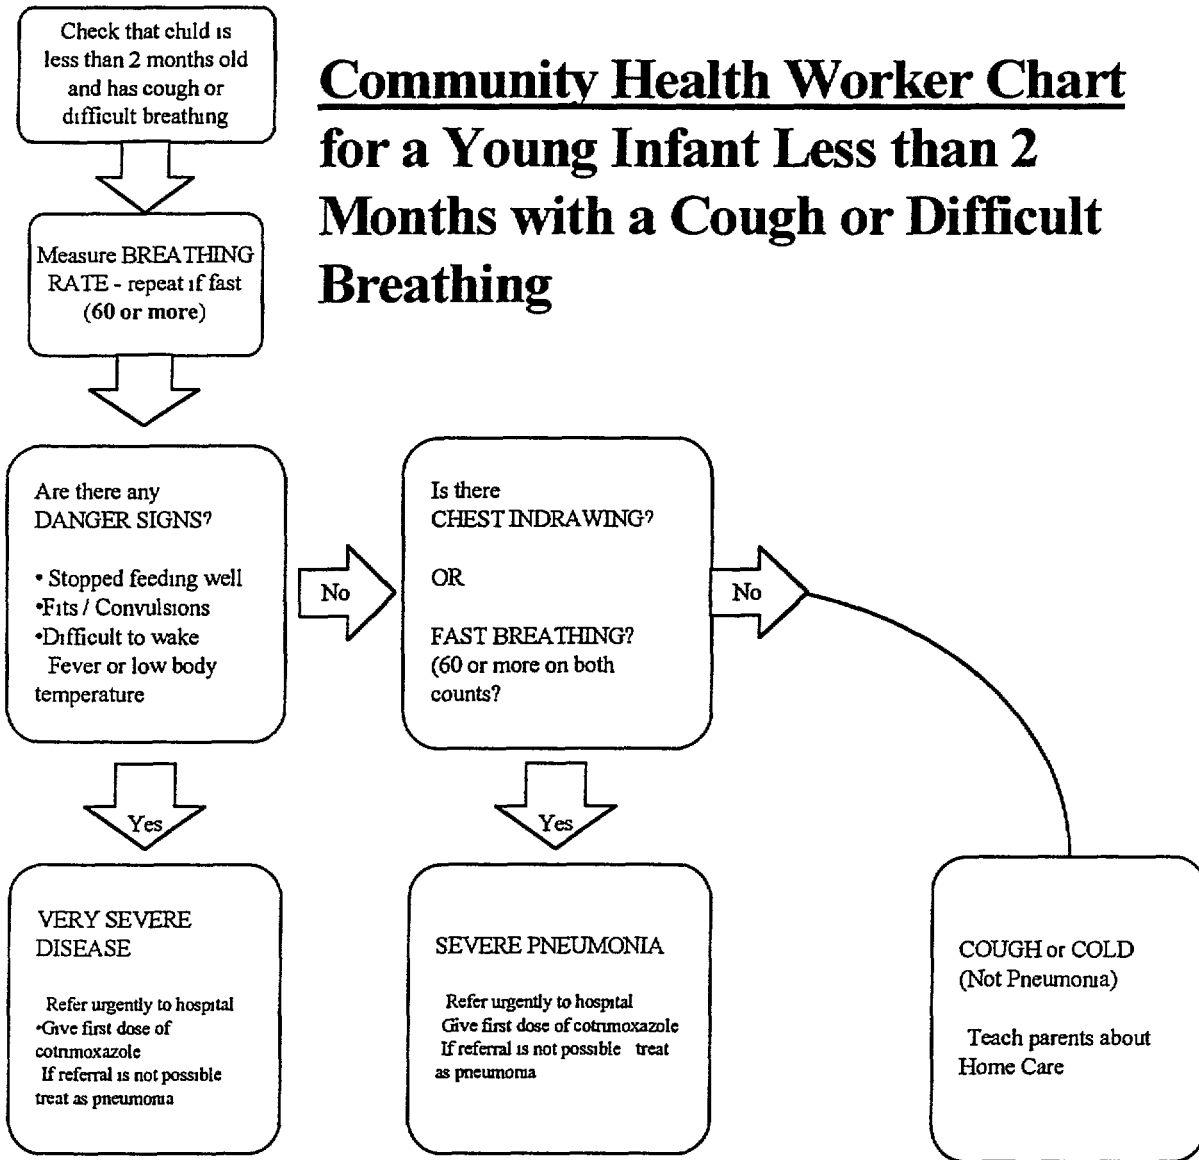 Check that child is
less than 2 months old
and has cough or
difficult breathing
Community Health Worker Chart
for a Young Infant Less than 2
Months with a Cough or Difficult
Breathing
Measure BREATHING
RATE - repeat if fast
(60 or more)
Are there any
DANGER SIGNS?
• Stopped feeding well
•Fits / Convulsions
•Difficult to wake
Fever or low body
temperature
No
Is there
CHEST INDRAWING?
OR
FAST BREATHING?
(60 or more on both
counts?
No
Yes
Yes
VERY SEVERE
DISEASE
Refer urgently to hospital
•Give first dose of
cotrimoxazole
If referral is not possible
treat as pneumonia
SEVERE PNEUMONIA
Refer urgently to hospital
Give first dose of cotrimoxazole
If referral is not possible treat
as pneumonia
COUGH or COLD
(Not Pneumonia)
Teach parents about
Home Care